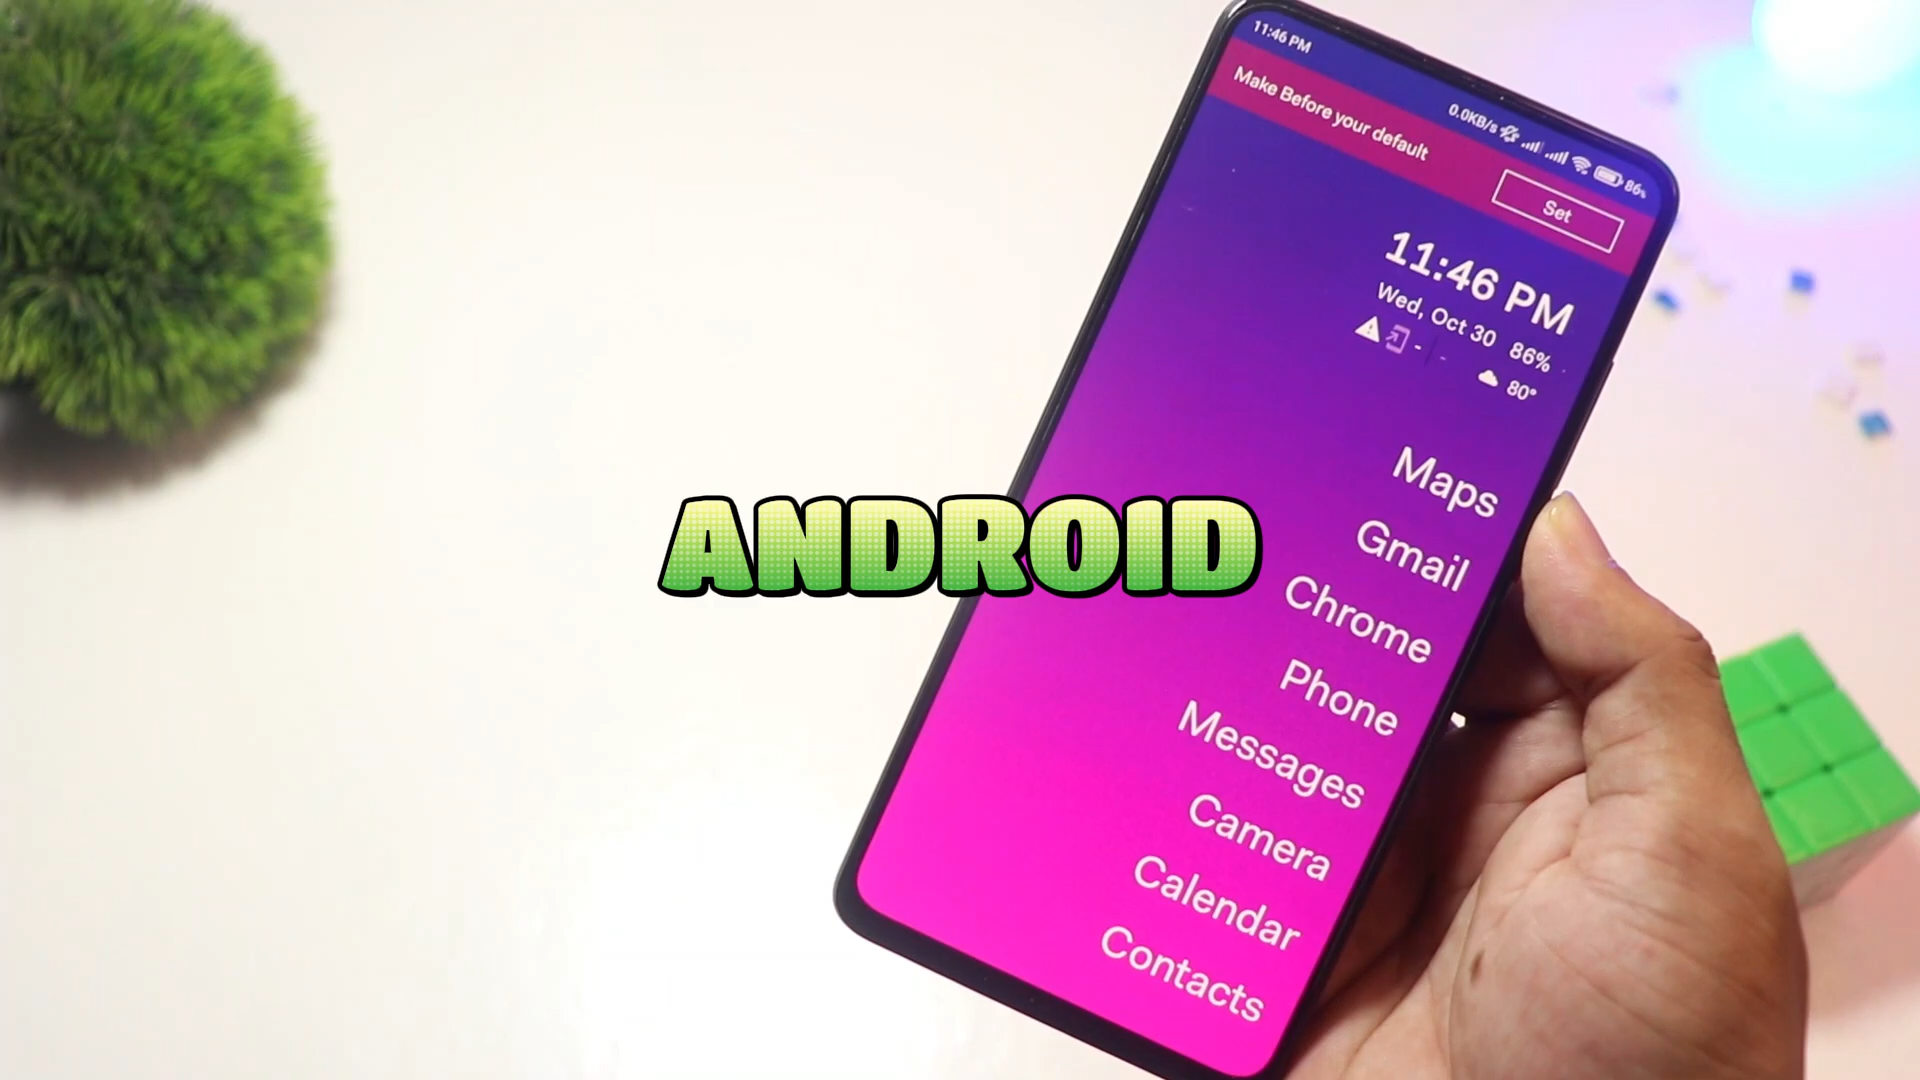 11:46 PM
0.0KB/s
86%
Make Before your default
Set
11:46 PM
Wed, Oct 30 86%
80°
Maps
Gmail
Chrome
Phone
Messages
Camera
Calendar
Contacts
ANDROID